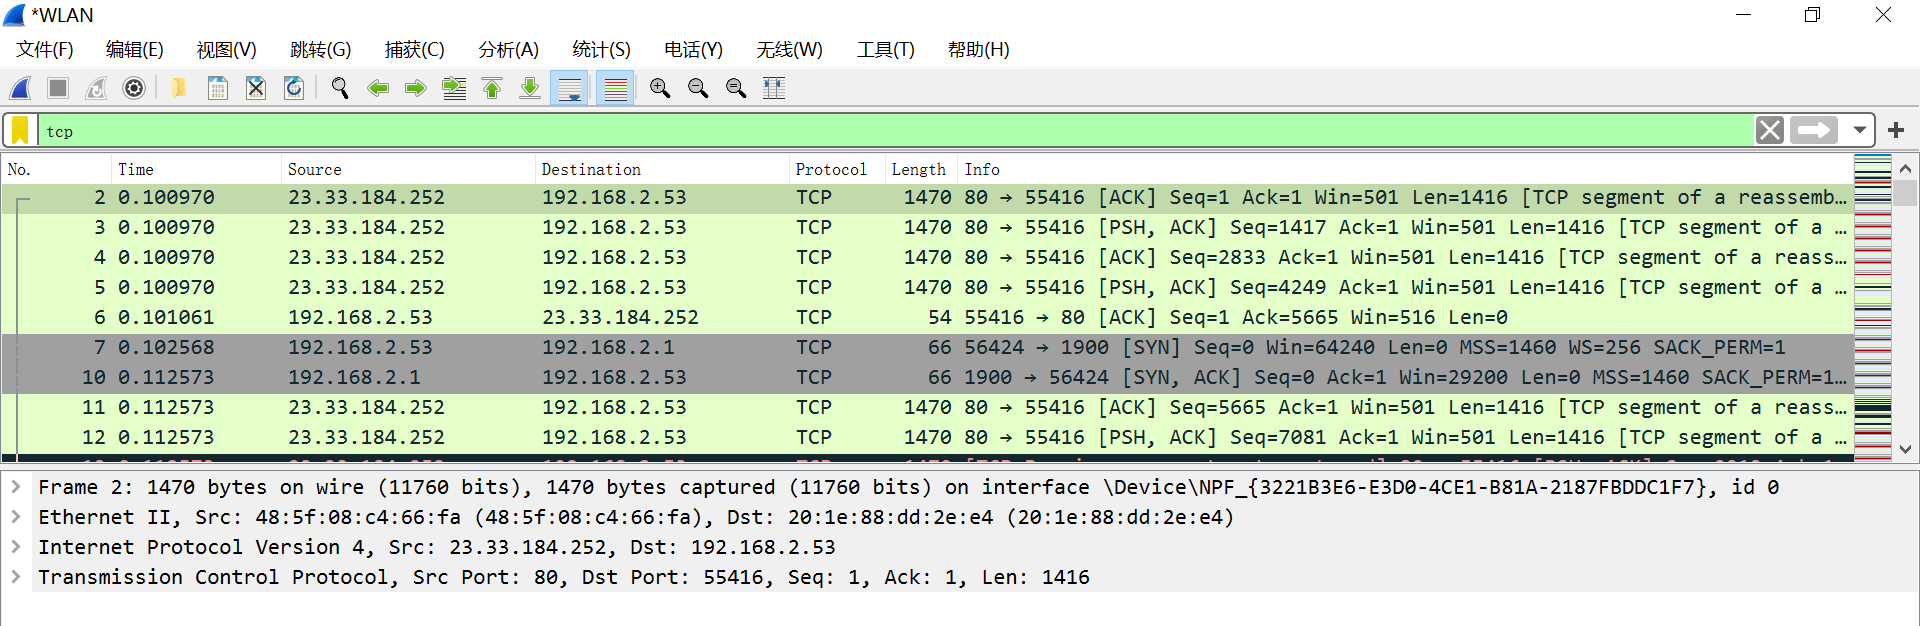 *WLAN
文件(F) 编辑(E) 视图(V) 跳转(G) 捕获(C) 分析(A) 统计(S) 电话(Y) 无线(W) 工具(T) 帮助(H)
tcp
No. Time Source Destination Protocol Length Info
2 0.100970 23.33.184.252 192.168.2.53 TCP 1470 80 → 55416 [ACK] Seq=1 Ack=1 Win=501 Len=1416 [TCP segment of a reassemb…
3 0.100970 23.33.184.252 192.168.2.53 TCP 1470 80 → 55416 [PSH, ACK] Seq=1417 Ack=1 Win=501 Len=1416 [TCP segment of a …
4 0.100970 23.33.184.252 192.168.2.53 TCP 1470 80 → 55416 [ACK] Seq=2833 Ack=1 Win=501 Len=1416 [TCP segment of a reass…
5 0.100970 23.33.184.252 192.168.2.53 TCP 1470 80 → 55416 [PSH, ACK] Seq=4249 Ack=1 Win=501 Len=1416 [TCP segment of a …
6 0.101061 192.168.2.53 23.33.184.252 TCP 54 55416 → 80 [ACK] Seq=1 Ack=5665 Win=516 Len=0
7 0.102568 192.168.2.53 192.168.2.1 TCP 66 56424 → 1900 [SYN] Seq=0 Win=64240 Len=0 MSS=1460 WS=256 SACK_PERM=1
10 0.112573 192.168.2.1 192.168.2.53 TCP 66 1900 → 56424 [SYN, ACK] Seq=0 Ack=1 Win=29200 Len=0 MSS=1460 SACK_PERM=1…
11 0.112573 23.33.184.252 192.168.2.53 TCP 1470 80 → 55416 [ACK] Seq=5665 Ack=1 Win=501 Len=1416 [TCP segment of a reass…
12 0.112573 23.33.184.252 192.168.2.53 TCP 1470 80 → 55416 [PSH, ACK] Seq=7081 Ack=1 Win=501 Len=1416 [TCP segment of a …
Frame 2: 1470 bytes on wire (11760 bits), 1470 bytes captured (11760 bits) on interface \Device\NPF_{3221B3E6-E3D0-4CE1-B81A-2187FBDDC1F7}, id 0
Ethernet II, Src: 48:5f:08:c4:66:fa (48:5f:08:c4:66:fa), Dst: 20:1e:88:dd:2e:e4 (20:1e:88:dd:2e:e4)
Internet Protocol Version 4, Src: 23.33.184.252, Dst: 192.168.2.53
Transmission Control Protocol, Src Port: 80, Dst Port: 55416, Seq: 1, Ack: 1, Len: 1416